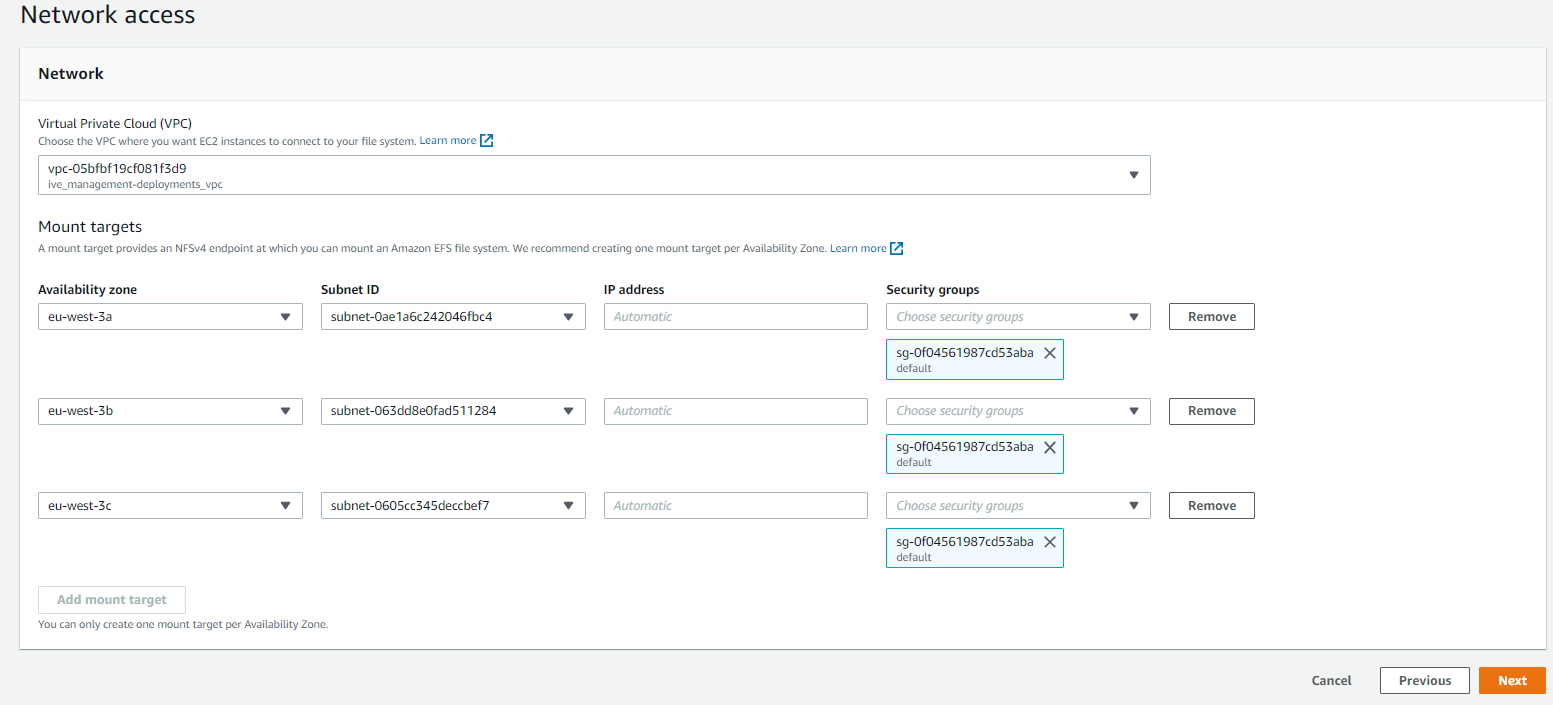 Network access
Network
Virtual Private Cloud (VPC)
Choose the VPC where you want EC2 instances to connect to your file system. Learn more
vpc-05bfbf19cf081f3d9
ive_management-deployments_vpc
Mount targets
A mount target provides an NFSv4 endpoint at which you can mount an Amazon EFS file system. We recommend creating one mount target per Availability Zone. Learn more
Availability zone Subnet ID IP address Security groups
eu-west-3a subnet-0ae1a6c242046fbc4 Automatic Choose security groups Remove
sg-0f04561987cd53aba
default
eu-west-3b subnet-063dd8e0fad511284 Automatic Choose security groups Remove
sg-0f04561987cd53aba
default
eu-west-3c subnet-0605cc345deccbef7 Automatic Choose security groups Remove
sg-0f04561987cd53aba
default
Add mount target
You can only create one mount target per Availability Zone.
Cancel Previous Next